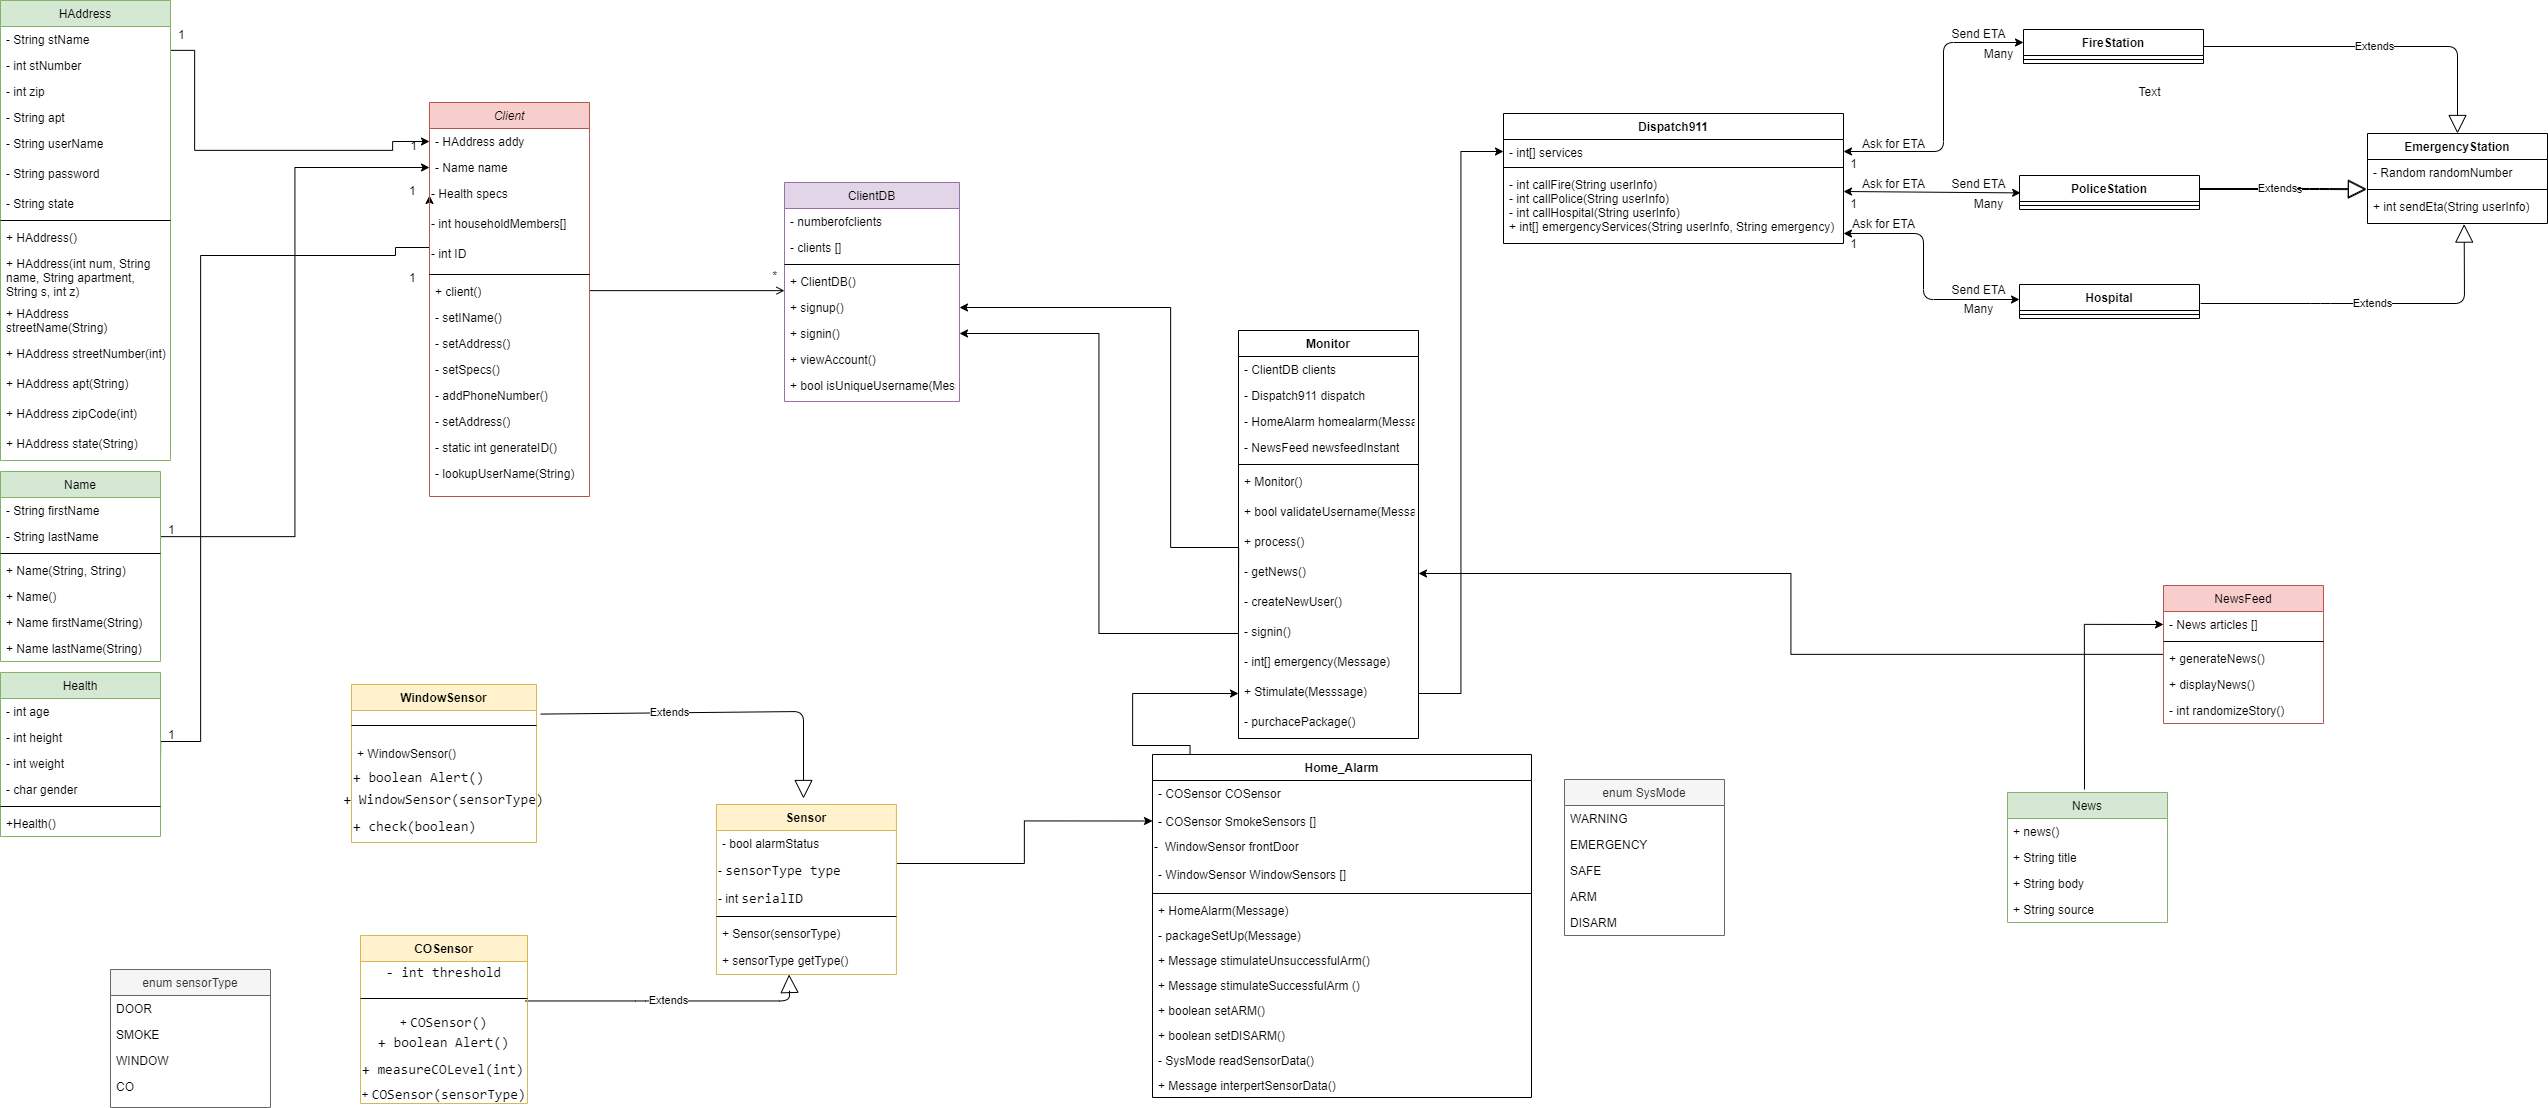 HAddress
- String stName
- int stNumber
- int zip
- String apt
- String userName
- String password
- String state
+ HAddress()
+ HAddress(int num, String
name, String apartment,
String s, int z)
+ HAddress
streetName(String)
+ HAddress streetNumber(int)
+ HAddress apt(String)
+ HAddress zipCode(int)
+ HAddress state(String)
1
1
Name
- String firstName
- String lastName
+ Name(String, String)
+ Name()
+ Name firstName(String)
+ Name lastName(String)
1
1
Health
- int age
- int height
- int weight
- char gender
+Health()
1
1
Client
- HAddress addy
- Name name
- Health specs
- int householdMembers[]
- int ID
+ client()
- setIName()
- setAddress()
- setSpecs()
- addPhoneNumber()
- setAddress()
- static int generateID()
- lookupUserName(String)
*
ClientDB
- numberofclients
- clients []
+ ClientDB()
+ signup()
+ signin()
+ viewAccount()
+ bool isUniqueUsername(Mes
Monitor
- ClientDB clients
- Dispatch911 dispatch
- HomeAlarm homealarm(Messa
- NewsFeed newsfeedInstant
+ Monitor()
+ bool validateUsername(Messa
+ process()
- getNews()
- createNewUser()
- signin()
- int[] emergency(Message)
+ Stimulate(Messsage)
- purchacePackage()
Dispatch911
- int[] services
- int callFire(String userInfo)
- int callPolice(String userInfo)
- int callHospital(String userInfo)
+ int[] emergencyServices(String userInfo, String emergency)
Send ETA
Many
Ask for ETA
1
Ask for ETA
Send ETA
1
Many
Ask for ETA
1
Send ETA
Many
FireStation
Text
PoliceStation
Hospital
Extends
Extendss
Extends
EmergencyStation
- Random randomNumber
+ int sendEta(String userInfo)
NewsFeed
- News articles []
+ generateNews()
+ displayNews()
- int randomizeStory()
News
+ news()
+ String title
+ String body
+ String source
WindowSensor
+ WindowSensor()
+ boolean Alert()
+ WindowSensor(sensorType)
+ check(boolean)
Extends
Sensor
- bool alarmStatus
- sensorType type
- int serialID
+ Sensor(sensorType)
+ sensorType getType()
COSensor
- int threshold
+ COSensor()
+ boolean Alert()
+ measureCOLevel(int)
+ COSensor(sensorType)
Extends
enum sensorType
DOOR
SMOKE
WINDOW
CO
Home_Alarm
- COSensor COSensor
- COSensor SmokeSensors []
- WindowSensor frontDoor
- WindowSensor WindowSensors []
+ HomeAlarm(Message)
- packageSetUp(Message)
+ Message stimulateUnsuccessfulArm()
+ Message stimulateSuccessfulArm ()
+ boolean setARM()
+ boolean setDISARM()
- SysMode readSensorData()
+ Message interpertSensorData()
enum SysMode
WARNING
EMERGENCY
SAFE
ARM
DISARM